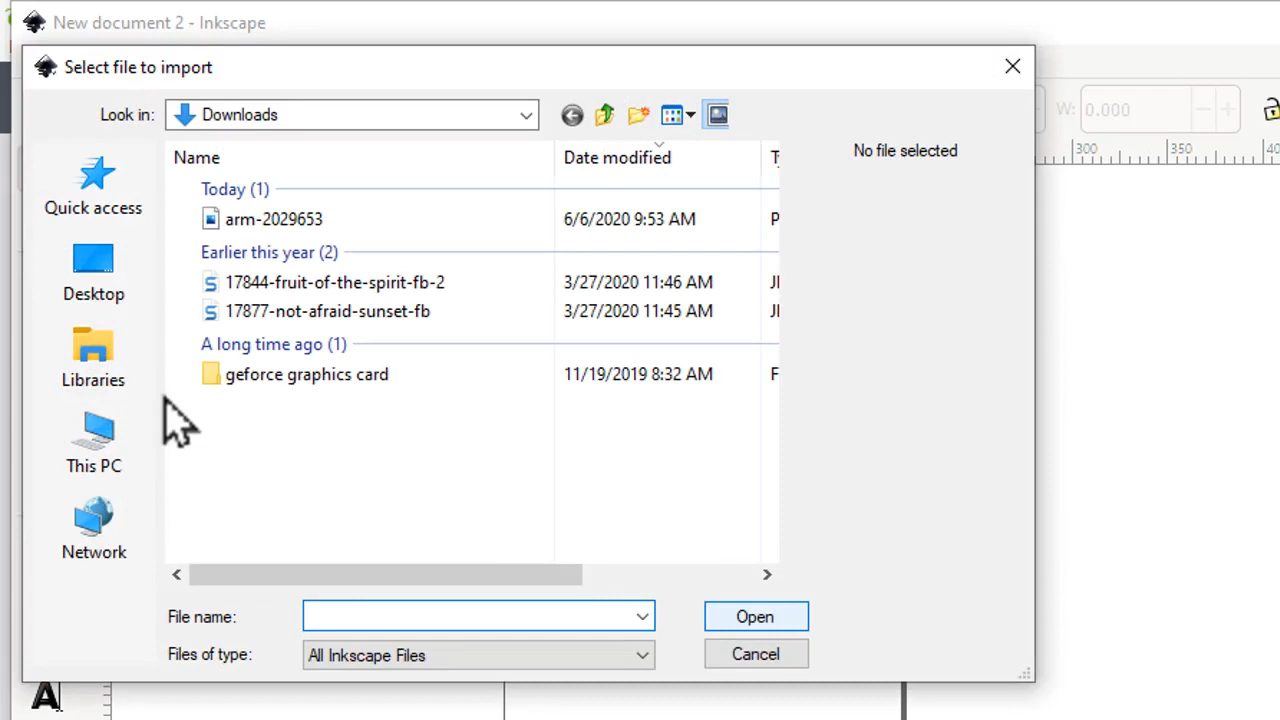 New document 2 - Inkscape
Select file to import
Look in: Downloads
W: 0.000
300 350 40
Name Date modified Ty
No file selected
Today (1)
arm-2029653 6/6/2020 9:53 AM P
Earlier this year (2)
17844-fruit-of-the-spirit-fb-2 3/27/2020 11:46 AM JI
17877-not-afraid-sunset-fb 3/27/2020 11:45 AM JI
A long time ago (1)
geforce graphics card 11/19/2019 8:32 AM F
Quick access
Desktop
Libraries
This PC
Network
File name: Open
Files of type: All Inkscape Files Cancel
A